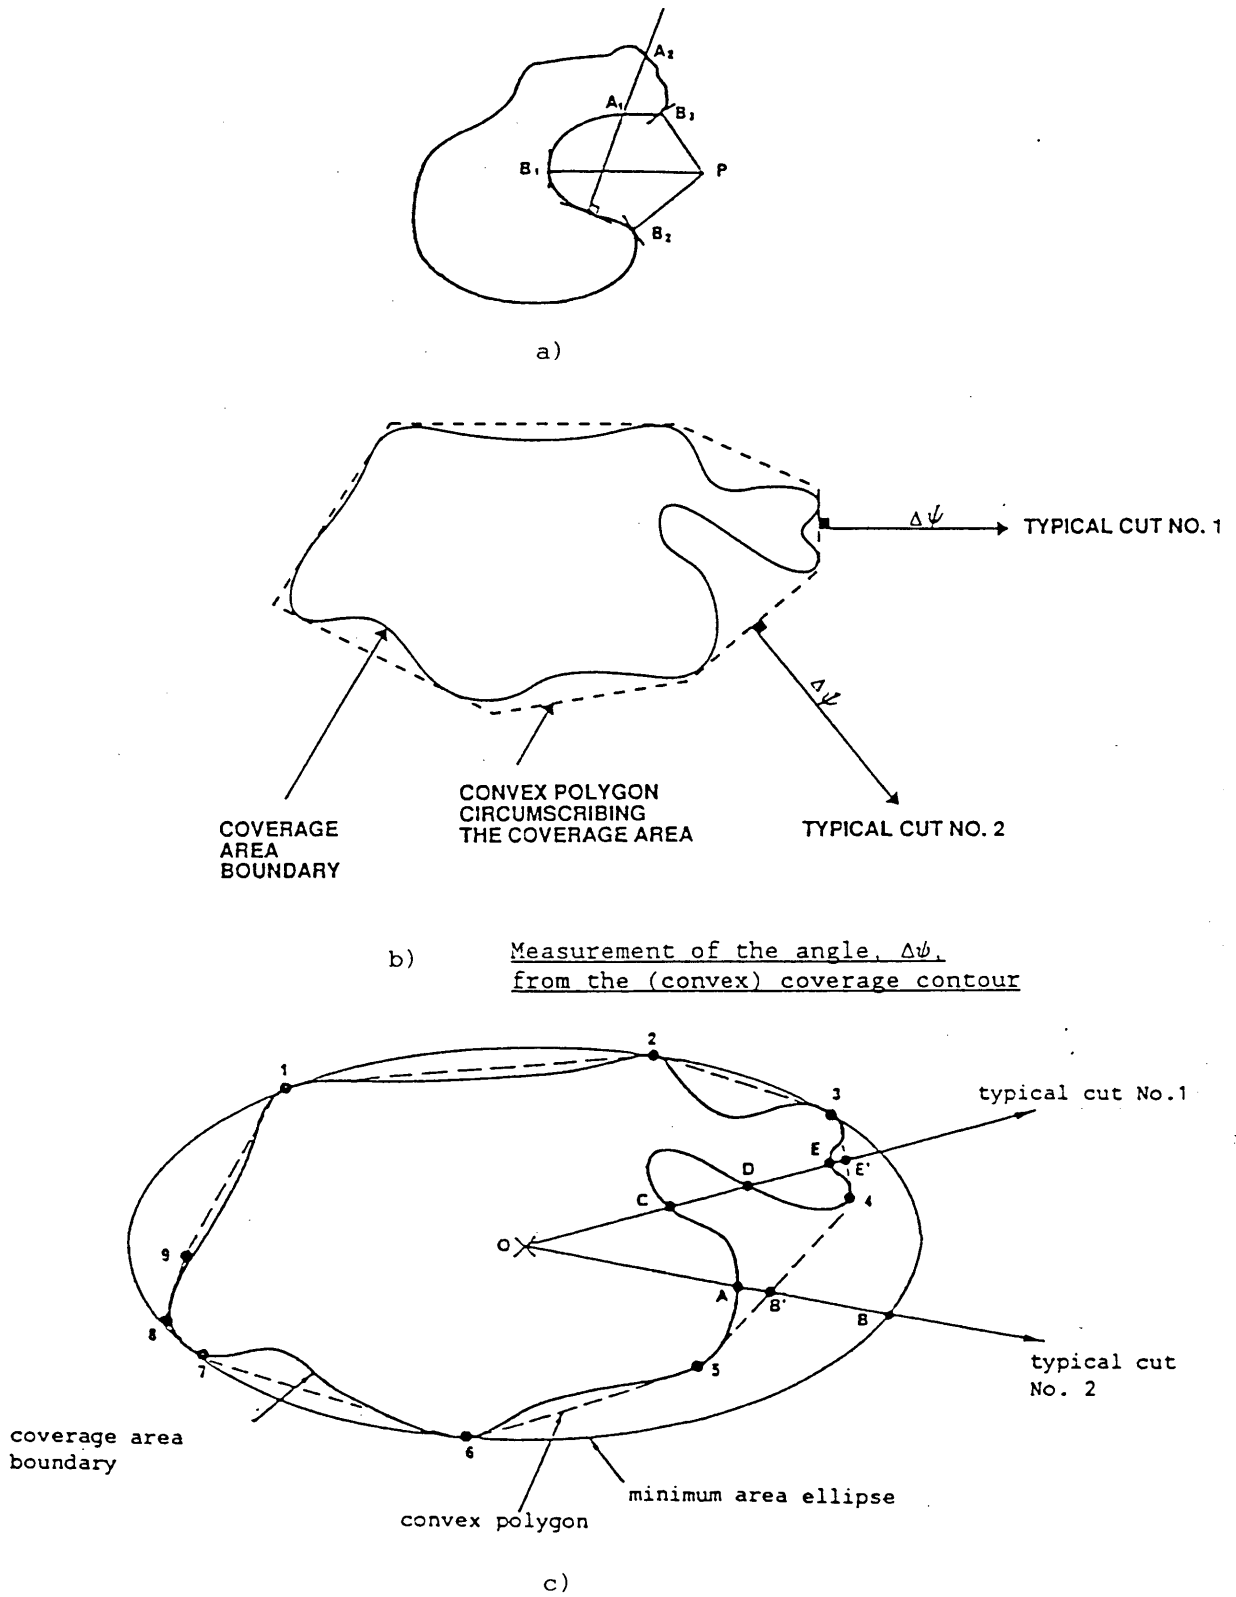 A₂
A₁
B₃
B₁
P
B₂
a)
Δψ
TYPICAL CUT NO. 1
Δψ
CONVEX POLYGON
CIRCUMSCRIBING
THE COVERAGE AREA
COVERAGE
AREA
BOUNDARY
TYPICAL CUT NO. 2
b)
Measurement of the angle, Δψ,
from the (convex) coverage contour
2
1
3
typical cut No.1
E
E'
D
C
4
O
9
A
B'
B
8
7
5
typical cut
No. 2
coverage area
boundary
6
minimum area ellipse
convex polygon
c)